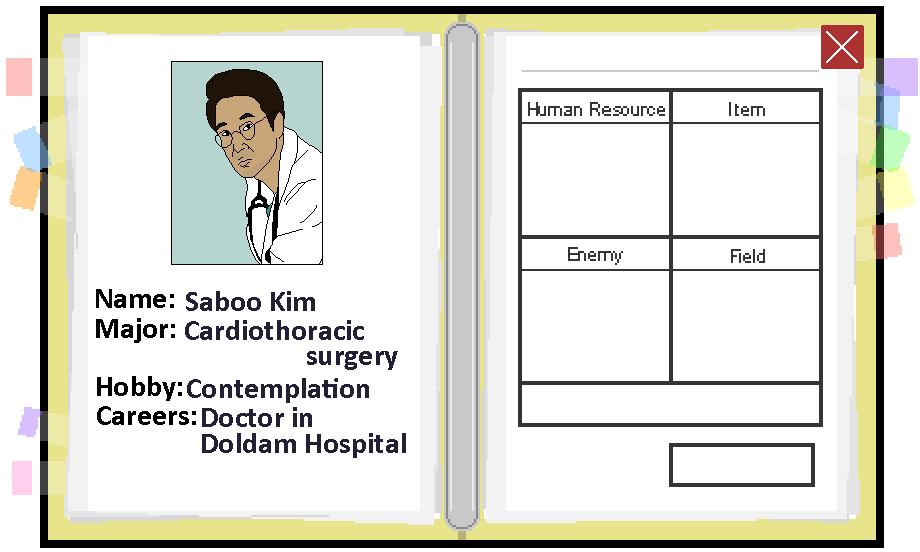 Name: Saboo Kim
Major: Cardiothoracic
surgery
Hobby: Contemplation
Careers: Doctor in
Doldam Hospital
Human Resource
Item
Enemy
Field